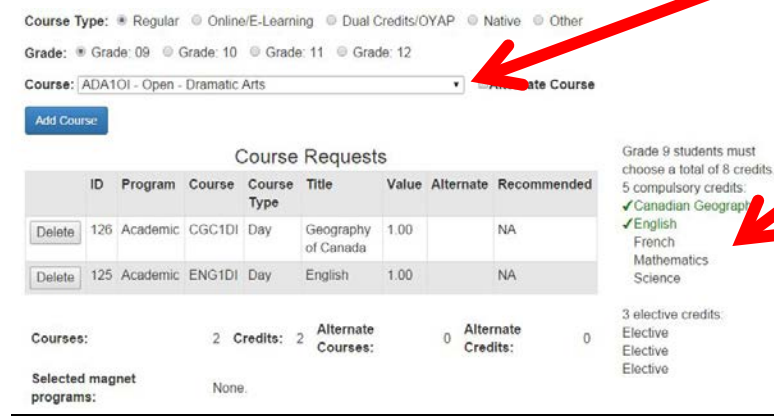 Course Type: Regular Online/E-Learning Dual Credits/OYAP Native Other
Grade: Grade: 09 Grade: 10 Grade: 11 Grade: 12
Course: ADA1OI - Open - Dramatic Arts Course
Add Course
Course Requests
ID Program Course Course Type Title Value Alternate Recommended
Delete 126 Academic CGC1DI Day Geography of Canada 1.00 NA
Delete 125 Academic ENG1DI Day English 1.00 NA
Courses: 2 Credits: 2 Alternate Courses: 0 Alternate Credits: 0
Selected magnet programs: None.
Grade 9 students must
choose a total of 8 credits.
5 compulsory credits:
✓Canadian
✓English
French
Mathematics
Science
3 elective credits:
Elective
Elective
Elective